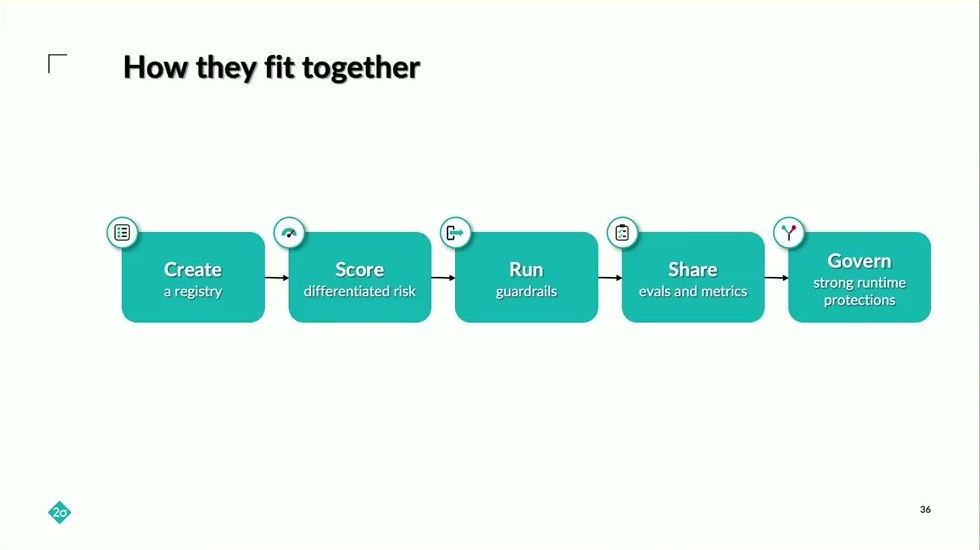 How they fit together
Create
a registry
Score
differentiated risk
Run
guardrails
Share
evals and metrics
Govern
strong runtime
protections
2σ
36